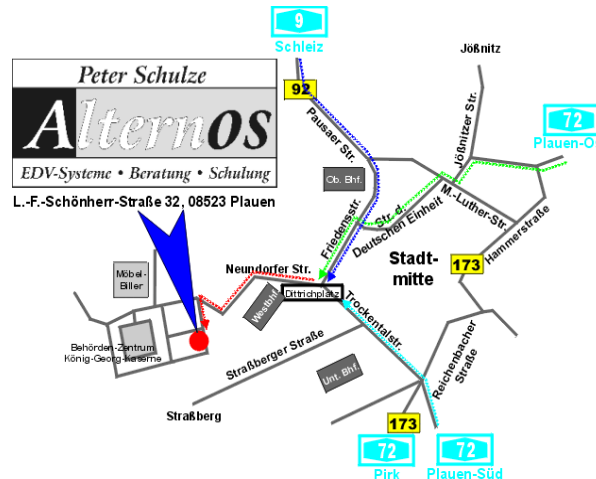 9
Schleiz
Jößnitz
Peter Schulze
Alternos
EDV-Systeme • Beratung • Schulung
L.-F.-Schönherr-Straße 32, 08523 Plauen
92
Pausaer Str.
Jößnitzer Str.
72
Plauen-O
Ob. Bhf.
Friedensstr.
Str. d.
Deutschen Einheit
M.-Luther-Str.
Hammerstraße
Stadt-
mitte
173
Möbel-
Biller
Neundorfer Str.
Westbhf.
Dittrichplatz
Trockentalstr.
Behörden-Zentrum
König-Georg-Kaserne
Straßberger Straße
Unt. Bhf.
Reichenbacher
Straße
Straßberg
173
72
Pirk
72
Plauen-Süd